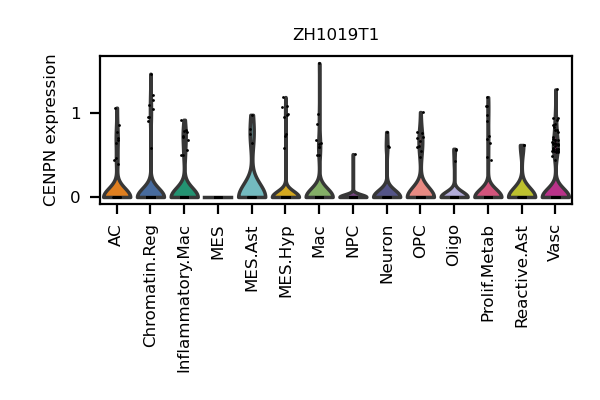 ZH1019T1
CENPN expression
1
0
AC
Chromatin.Reg
Inflammatory.Mac
MES
MES.Ast
MES.Hyp
Mac
NPC
Neuron
OPC
Oligo
Prolif.Metab
Reactive.Ast
Vasc